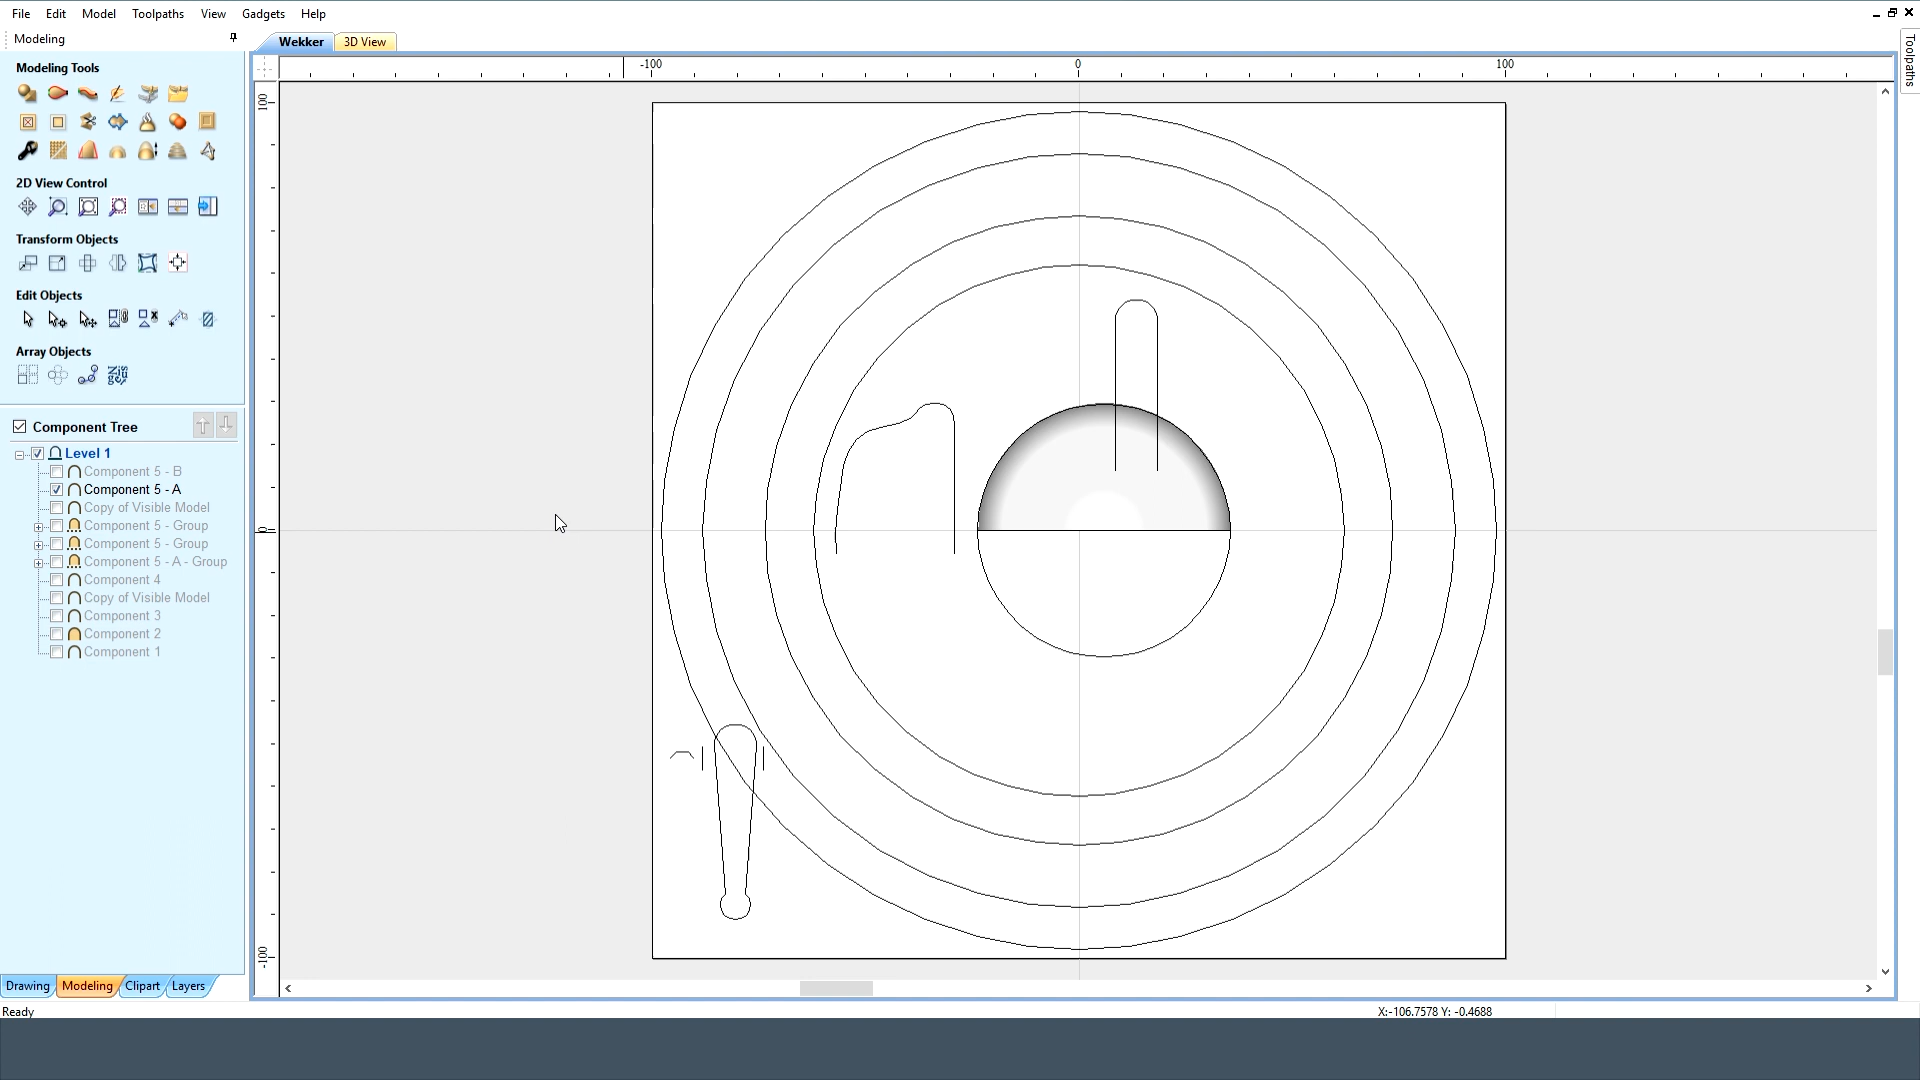 File Edit Model Toolpaths View Gadgets Help
Modeling
Wekker 3D View
Toolpaths
-100 0 100
100
0
-100
Modeling Tools
2D View Control
Transform Objects
Edit Objects
Array Objects
Component Tree
Level 1
Component 5 - B
Component 5 - A
Copy of Visible Model
Component 5 - Group
Component 5 - Group
Component 5 - A - Group
Component 4
Copy of Visible Model
Component 3
Component 2
Component 1
Drawing Modeling Clipart Layers
Ready
X:-106.7578 Y: -0.4688